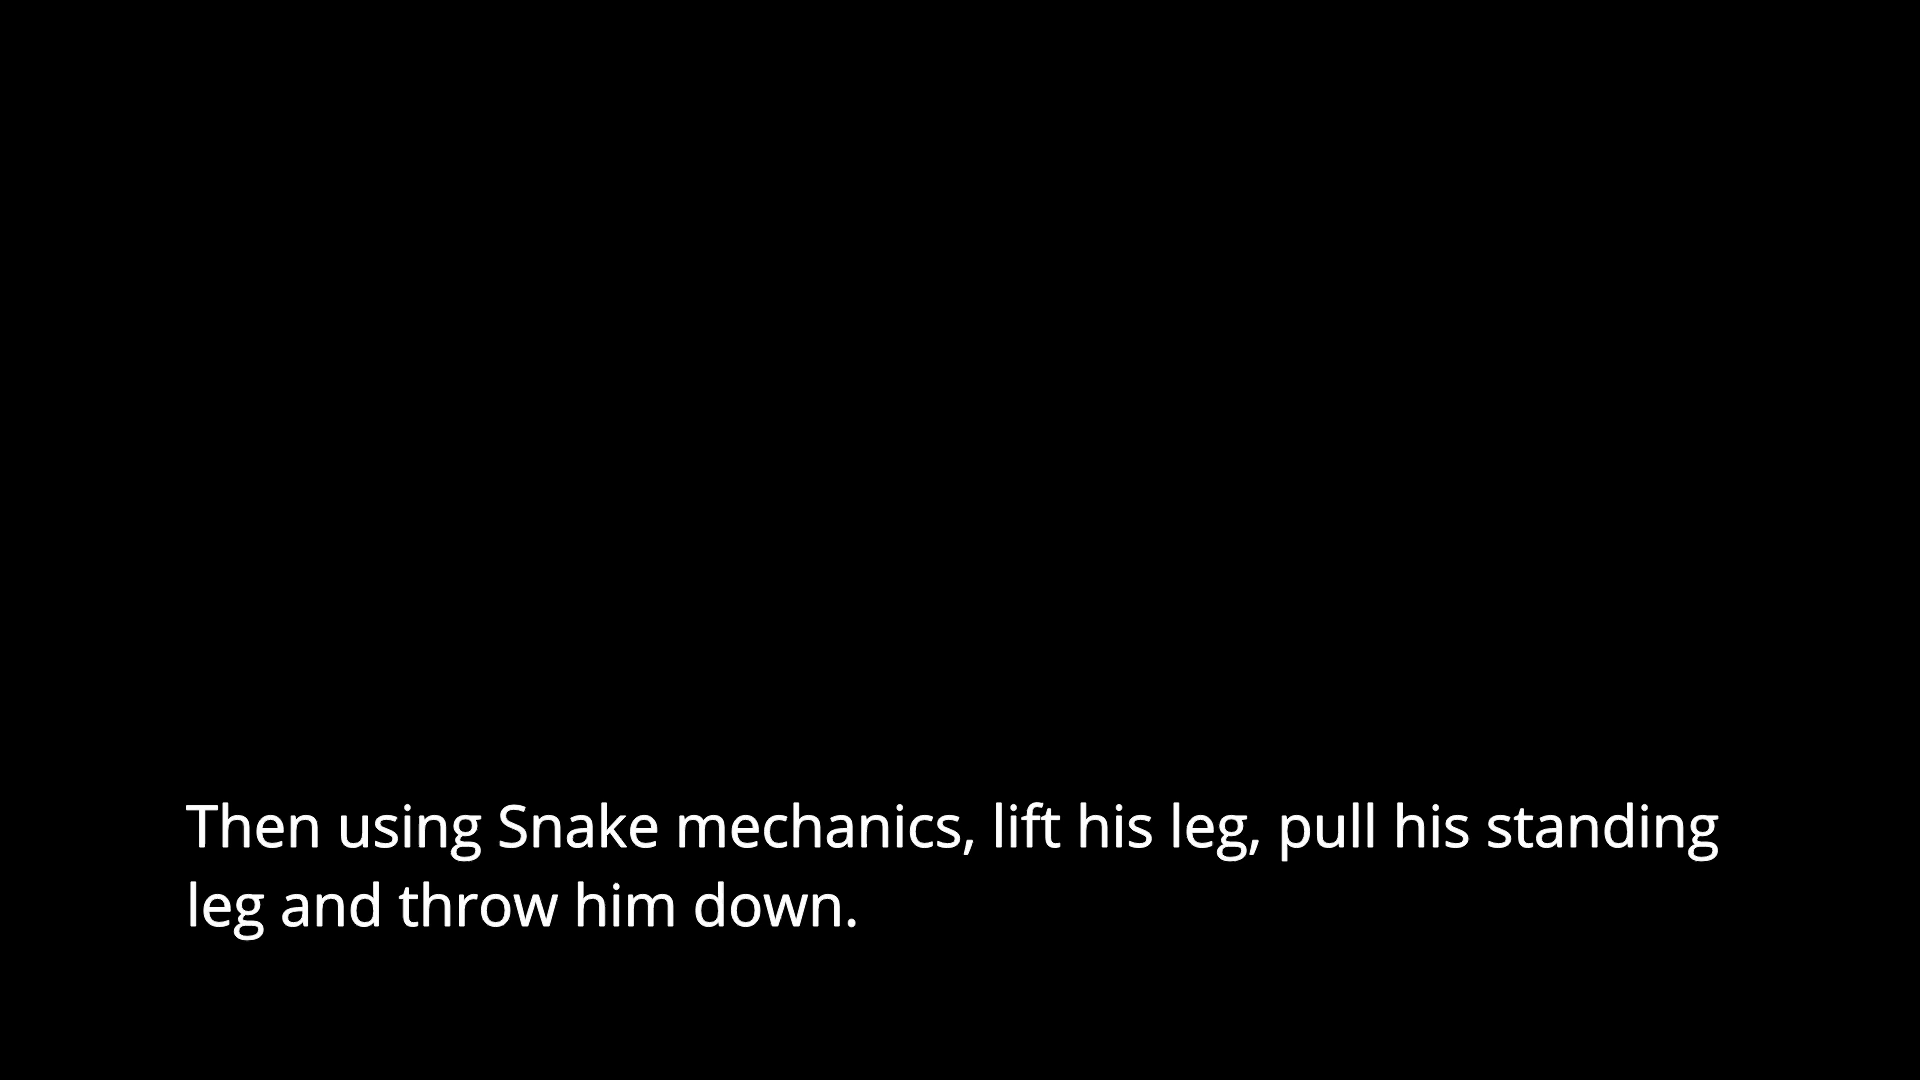 Then using Snake mechanics, lift his leg, pull his standing
leg and throw him down.